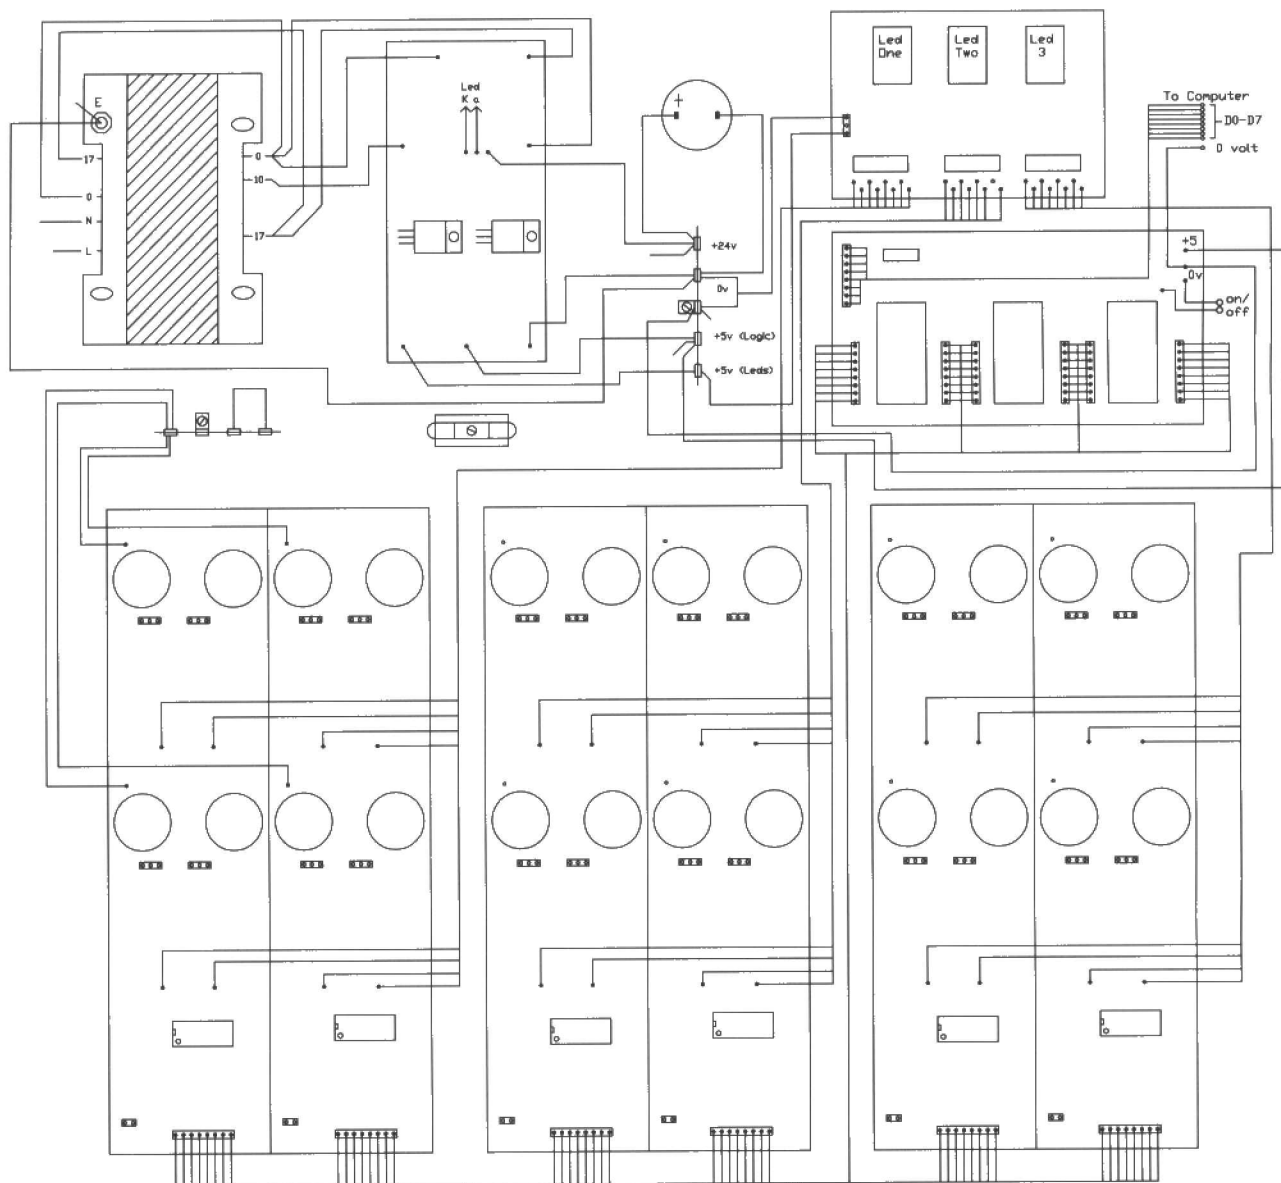 E
17
0
N
L
0
10
17
Led
K a
+
+24v
0v
+5v (Logic)
+5v (Leds)
Led
One
Led
Two
Led
3
To Computer
D0-D7
0 volt
+5
0v
on/
off